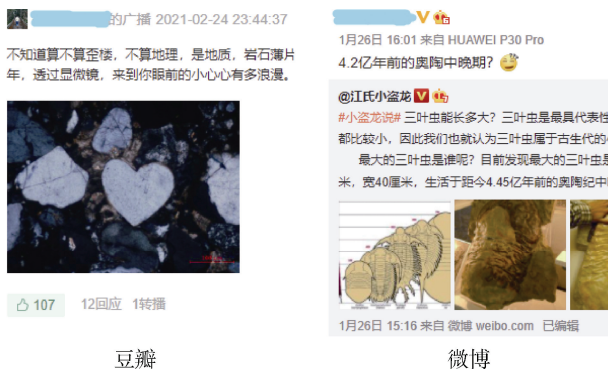 的广播 2021-02-24 23:44:37
不知道算不算歪楼，不算地理，是地质，岩石薄片
年，透过显微镜，来到你眼前的小心心有多浪漫。
107 12回应 1转播
豆瓣
1月26日 16:01 来自 HUAWEI P30 Pro
4.2亿年前的奥陶中晚期？
@江氏小盗龙
#小盗龙说# 三叶虫能长多大？三叶虫是最具代表性
都比较小，因此我们也就认为三叶虫属于古生代的
最大的三叶虫是谁呢？目前发现最大的三叶虫是
米，宽40厘米，生活于距今4.45亿年前的奥陶纪中
1月26日 15:16 来自 微博 weibo.com 已编辑
微博